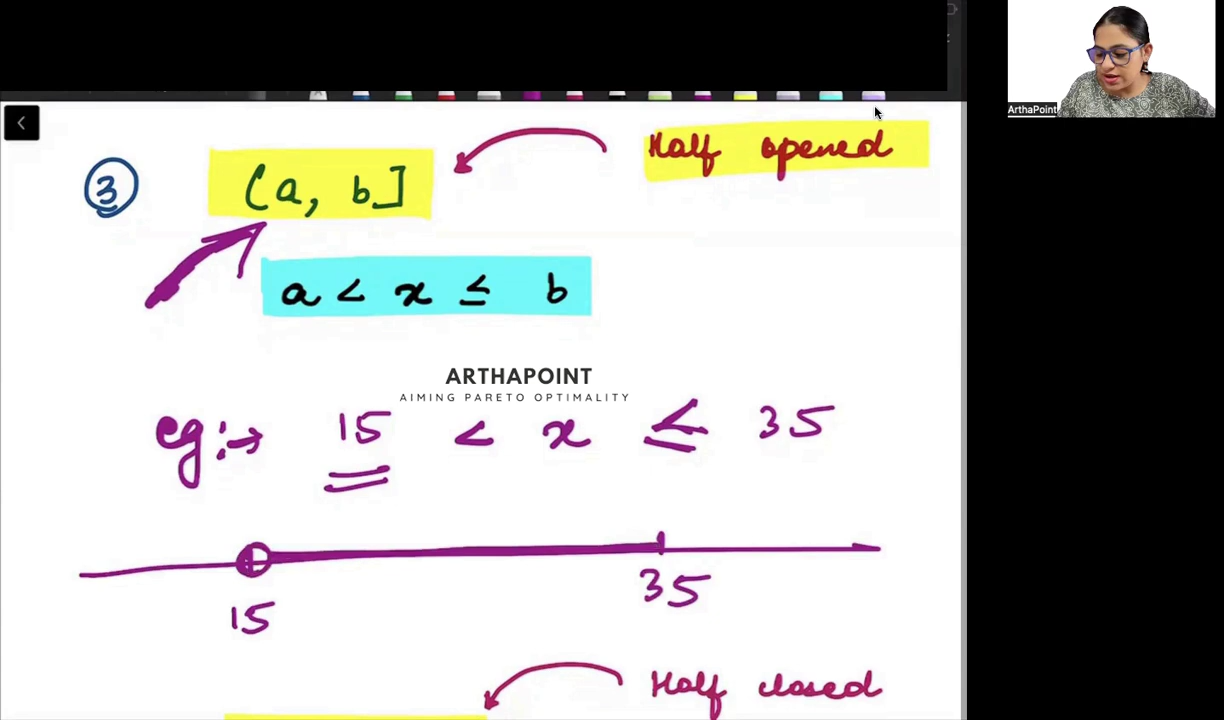 Half opened
3 (a, b]
a < x ≤ b
ARTHAPOINT
AIMING PARETO OPTIMALITY
eg:→ 15 < x ≤ 35
15 35
Half closed
ArthaPoint